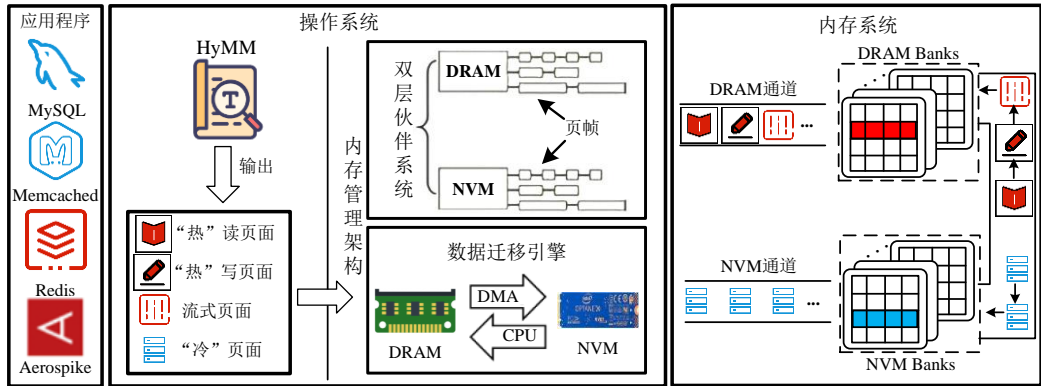 应用程序
MySQL
Memcached
Redis
Aerospike
操作系统
HyMM
T
输出
“热”读页面
“热”写页面
流式页面
“冷”页面
内存管理架构
双层伙伴系统
DRAM
页帧
NVM
数据迁移引擎
DMA
CPU
DRAM
NVM
内存系统
DRAM Banks
DRAM通道
...
NVM通道
...
NVM Banks